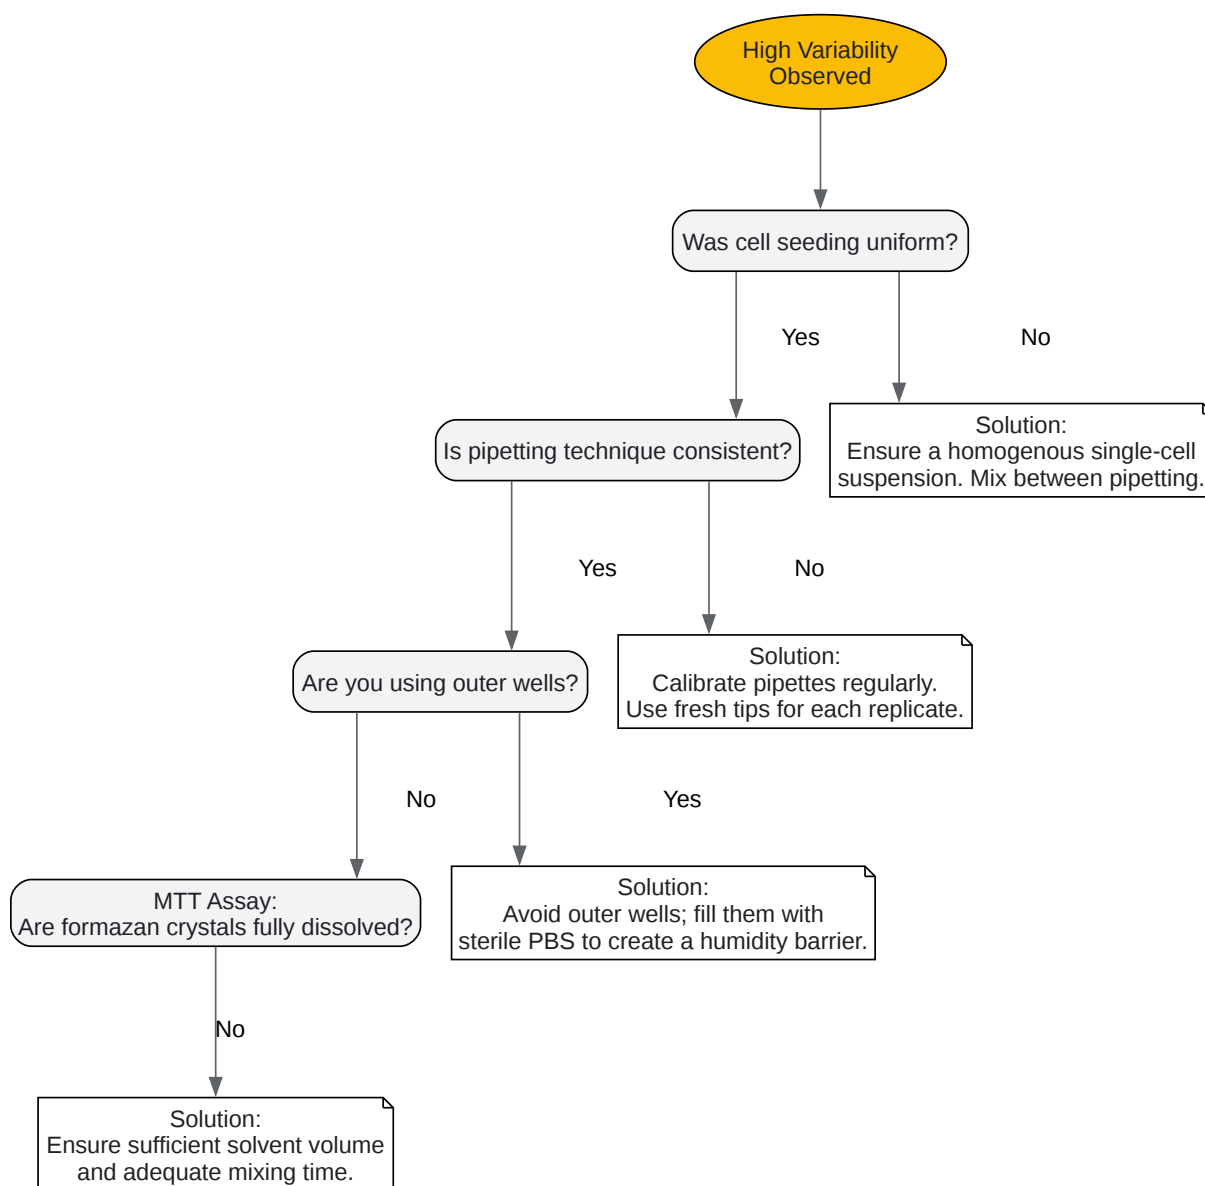 High Variability
Observed
Was cell seeding uniform?
Yes
No
Solution:
Ensure a homogenous single-cell
suspension. Mix between pipetting.
Is pipetting technique consistent?
Yes
No
Solution:
Calibrate pipettes regularly.
Use fresh tips for each replicate.
Are you using outer wells?
No
Yes
Solution:
Avoid outer wells; fill them with
sterile PBS to create a humidity barrier.
MTT Assay:
Are formazan crystals fully dissolved?
No
Solution:
Ensure sufficient solvent volume
and adequate mixing time.